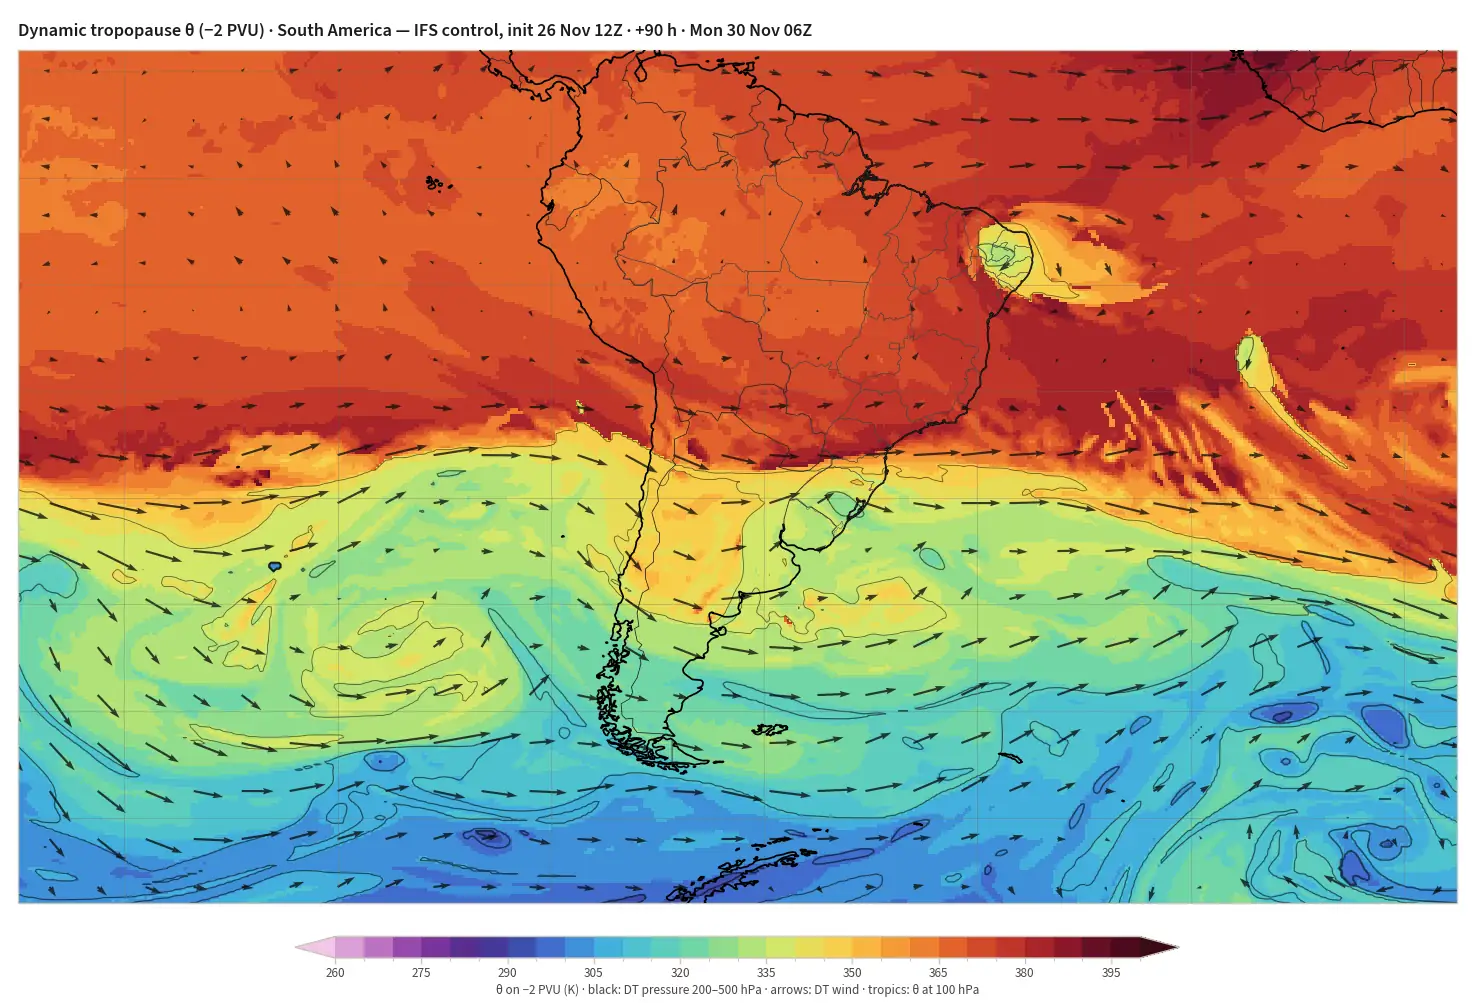 Dynamic tropopause θ (−2 PVU) · South America — IFS control, init 26 Nov 12Z · +90 h · Mon 30 Nov 06Z
260 275 290 305 320 335 350 365 380 395
θ on −2 PVU (K) · black: DT pressure 200–500 hPa · arrows: DT wind · tropics: θ at 100 hPa